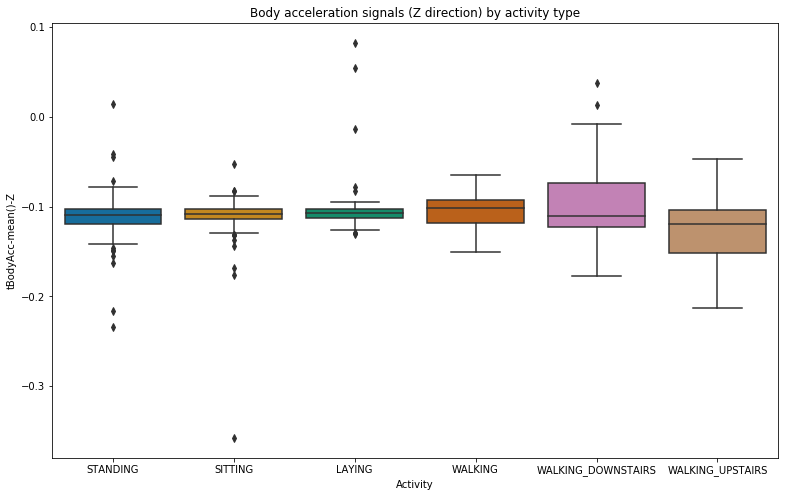 Body acceleration signals (Z direction) by activity type
tBodyAcc-mean()-Z
0.1
0.0
−0.1
−0.2
−0.3
STANDING
SITTING
LAYING
WALKING
WALKING_DOWNSTAIRS
WALKING_UPSTAIRS
Activity